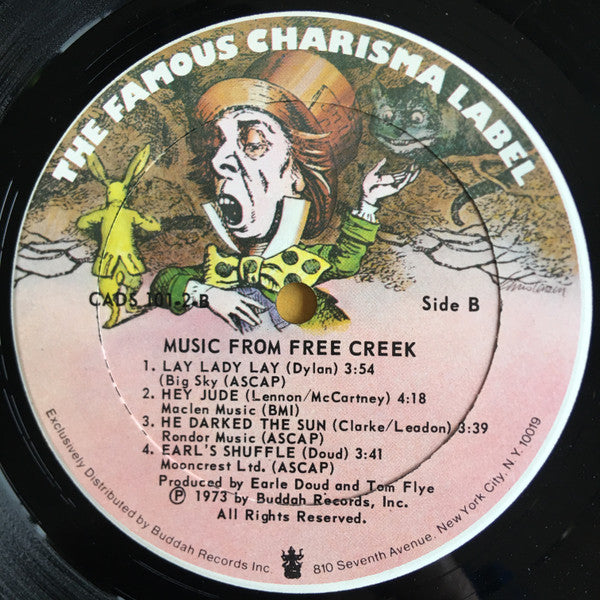 THE FAMOUS CHARISMA LABEL
CADS 101-2-B
Side B
MUSIC FROM FREE CREEK
1. LAY LADY LAY (Dylan) 3:54
(Big Sky (ASCAP)
2. HEY JUDE (Lennon/McCartney) 4:18
Maclen Music (BMI)
3. HE DARKED THE SUN (Clarke/Leadon) 3:39
Rondor Music (ASCAP)
4. EARL'S SHUFFLE (Doud) 3:41
Mooncrest Ltd. (ASCAP)
Produced by Earle Doud and Tom Flye
Ⓟ 1973 by Buddah Records, Inc.
All Rights Reserved.
Exclusively Distributed by Buddah Records Inc.
810 Seventh Avenue, New York City, N.Y. 10019